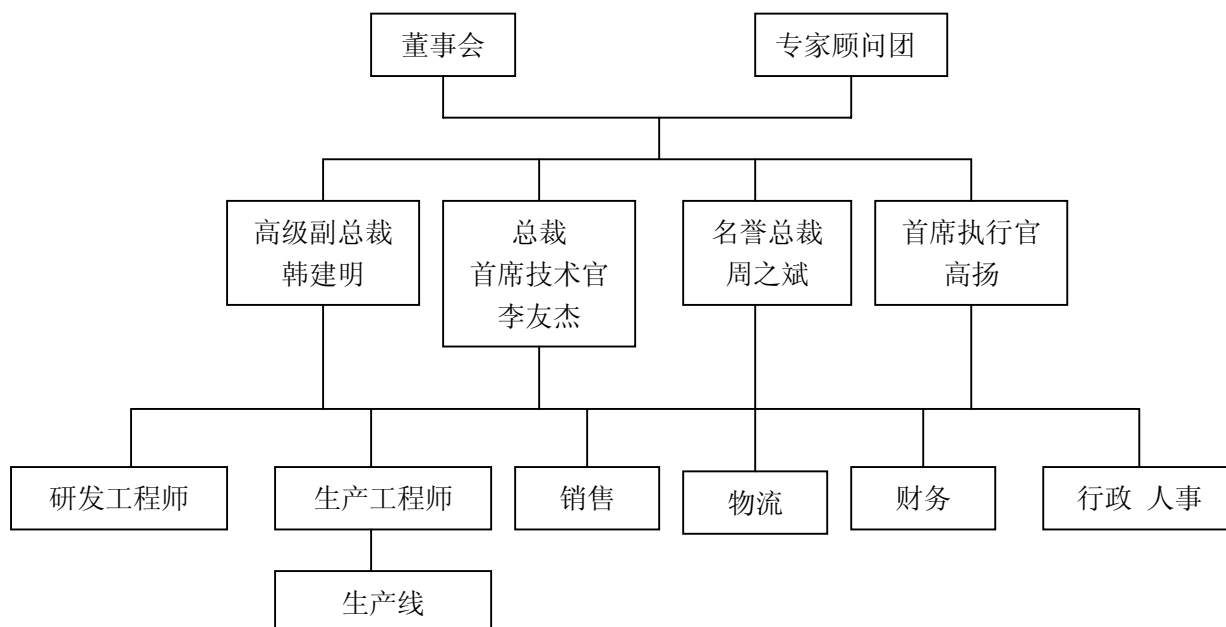 董事会
专家顾问团
高级副总裁
韩建明
总裁
首席技术官
李友杰
名誉总裁
周之斌
首席执行官
高扬
研发工程师
生产工程师
销售
物流
财务
行政 人事
生产线